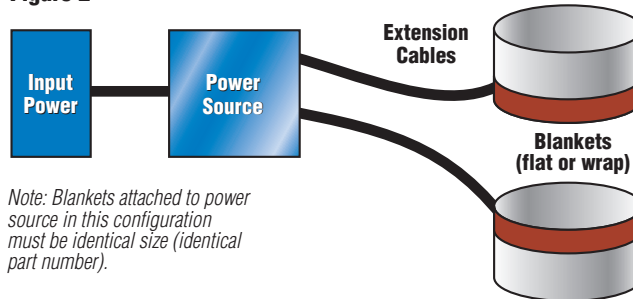 Figure 2
Extension
Cables
Input
Power
Power
Source
Blankets
(flat or wrap)
Note: Blankets attached to power
source in this configuration
must be identical size (identical
part number).